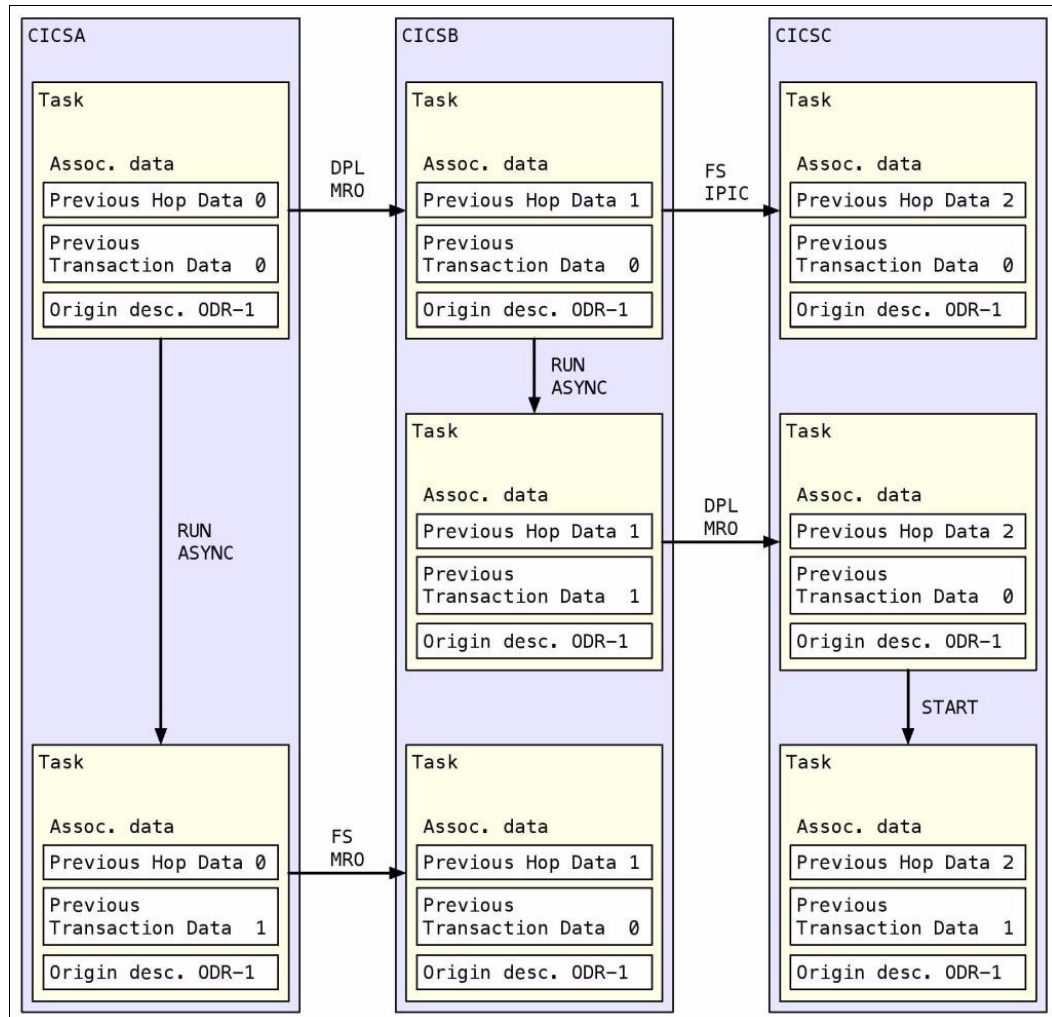 CICSA
Task
Assoc. data
Previous Hop Data 0
Previous
Transaction Data 0
Origin desc. ODR-1
DPL
MRO
CICSB
Task
Assoc. data
Previous Hop Data 1
Previous
Transaction Data 0
Origin desc. ODR-1
FS
IPIC
CICSC
Task
Assoc. data
Previous Hop Data 2
Previous
Transaction Data 0
Origin desc. ODR-1
RUN
ASYNC
RUN
ASYNC
Task
Assoc. data
Previous Hop Data 1
Previous
Transaction Data 1
Origin desc. ODR-1
DPL
MRO
Task
Assoc. data
Previous Hop Data 2
Previous
Transaction Data 0
Origin desc. ODR-1
START
Task
Assoc. data
Previous Hop Data 0
Previous
Transaction Data 1
Origin desc. ODR-1
FS
MRO
Task
Assoc. data
Previous Hop Data 1
Previous
Transaction Data 0
Origin desc. ODR-1
Task
Assoc. data
Previous Hop Data 2
Previous
Transaction Data 1
Origin desc. ODR-1